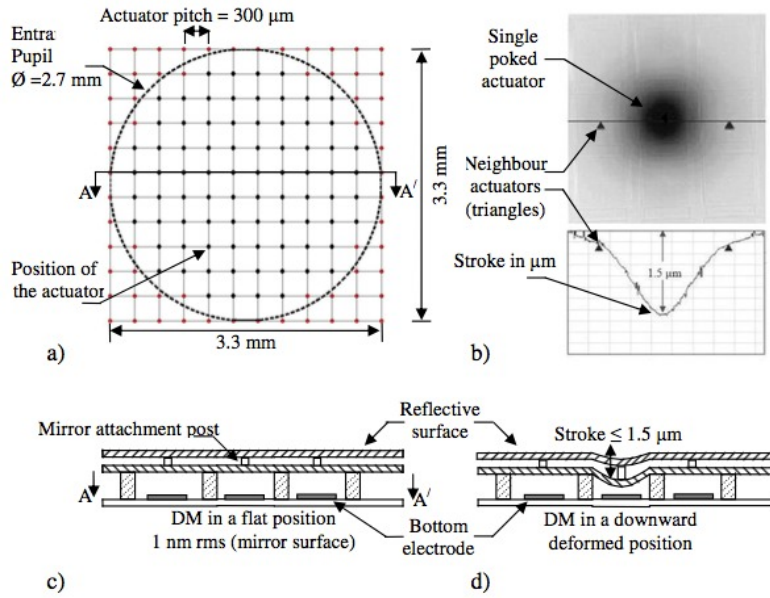 a)
Actuator pitch = 300 μm
Entra
Pupil
Ø =2.7 mm
A
A/
3.3 mm
Position of
the actuator
3.3 mm
b)
Single
poked
actuator
Neighbour
actuators
(triangles)
Stroke in μm
1.5 μm
Mirror attachment post
Reflective
surface
A
A/
DM in a flat position
1 nm rms (mirror surface)
Bottom
electrode
c)
Stroke ≤ 1.5 μm
DM in a downward
deformed position
d)